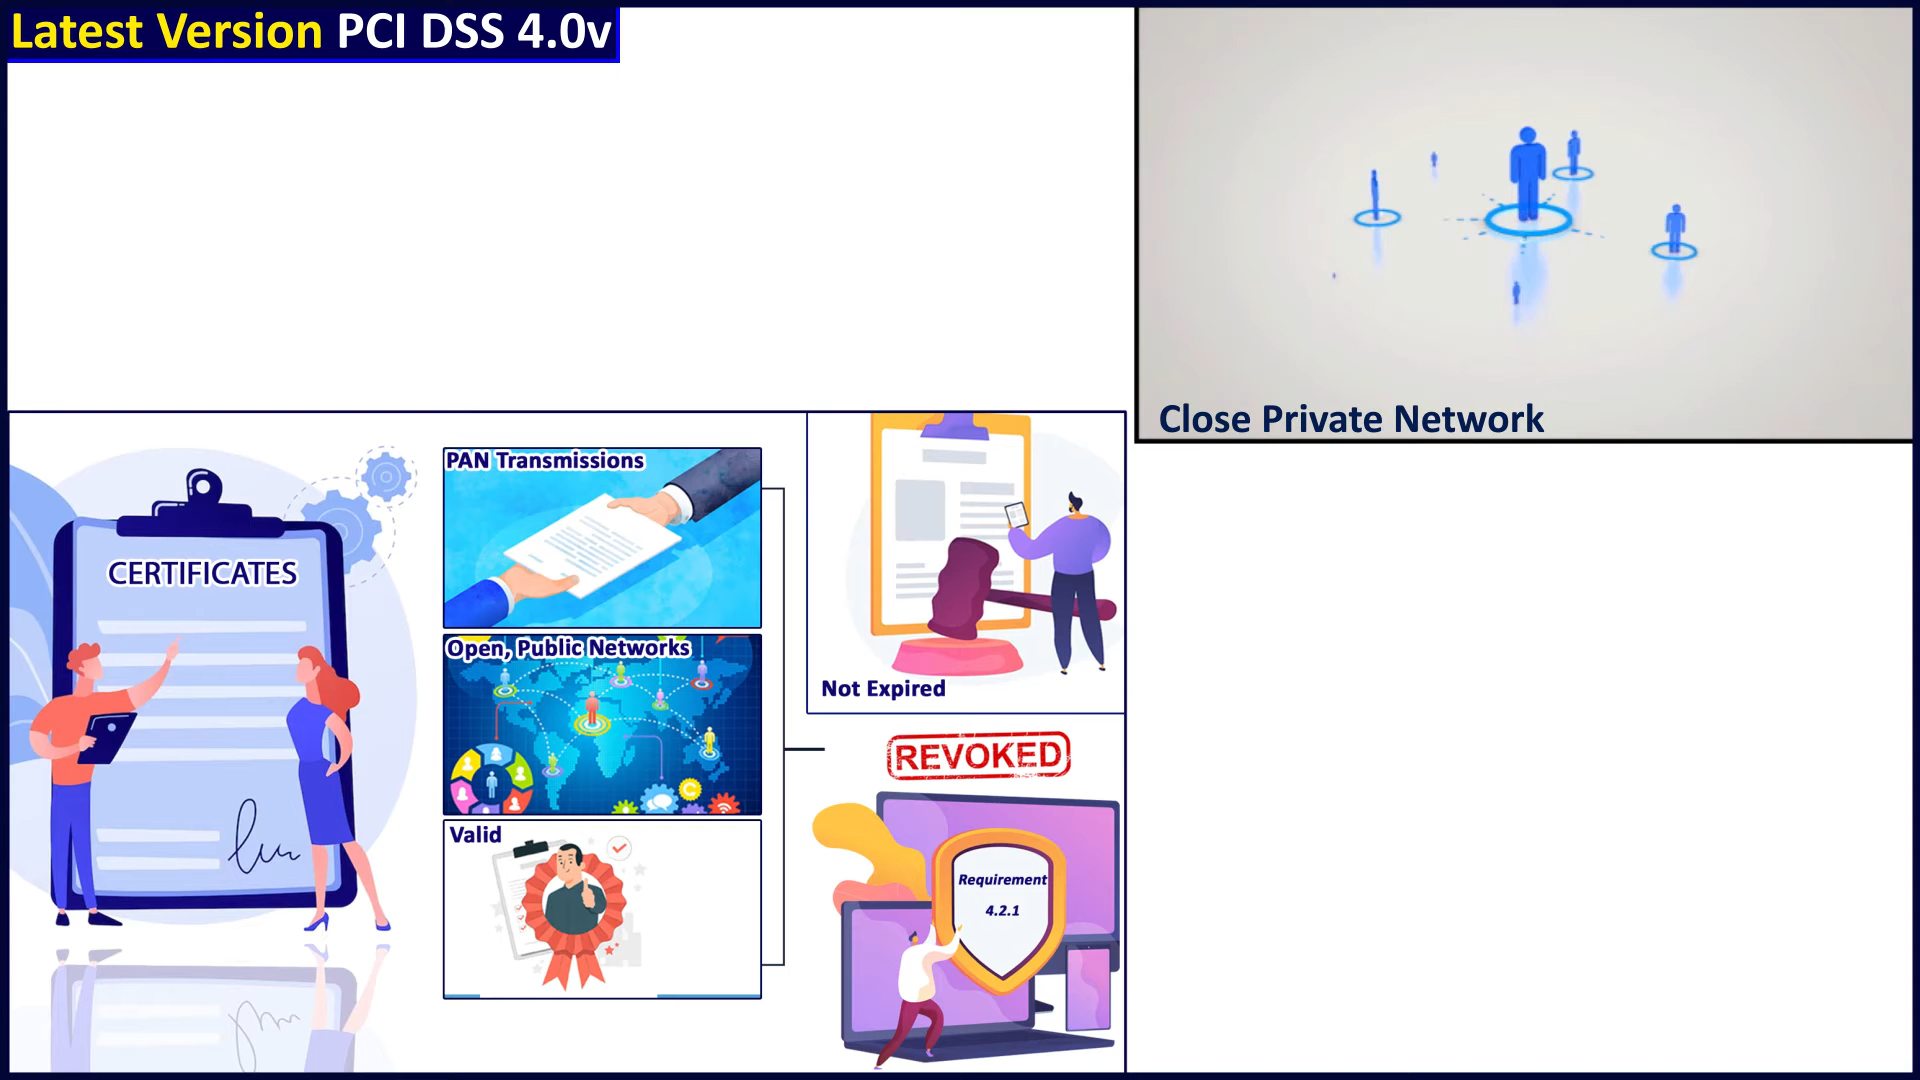 Latest Version PCI DSS 4.0v
Close Private Network
CERTIFICATES
PAN Transmissions
Open, Public Networks
Valid
Not Expired
REVOKED
Requirement
4.2.1